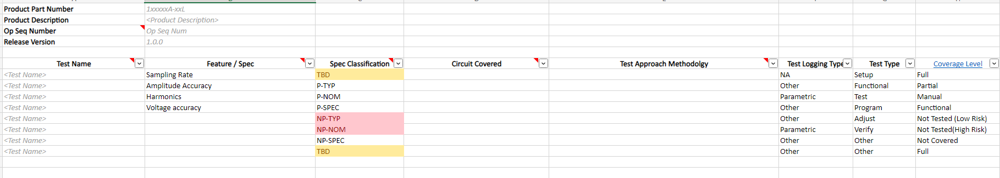 Product Part Number 1xxxxxA-xxL
Product Description <Product Description>
Op Seq Number Op Seq Num
Release Version 1.0.0
Test Name Feature / Spec Spec Classification Circuit Covered Test Approach Methodolgy Test Logging Type Test Type Coverage Level
<Test Name> Sampling Rate TBD NA Setup Full
<Test Name> Amplitude Accuracy P-TYP Other Functional Partial
<Test Name> Harmonics P-NOM Parametric Test Manual
<Test Name> Voltage accuracy P-SPEC Other Program Functional
<Test Name> NP-TYP Other Adjust Not Tested (Low Risk)
<Test Name> NP-NOM Parametric Verify Not Tested(High Risk)
<Test Name> NP-SPEC Other Other Not Covered
<Test Name> TBD Other Other Full